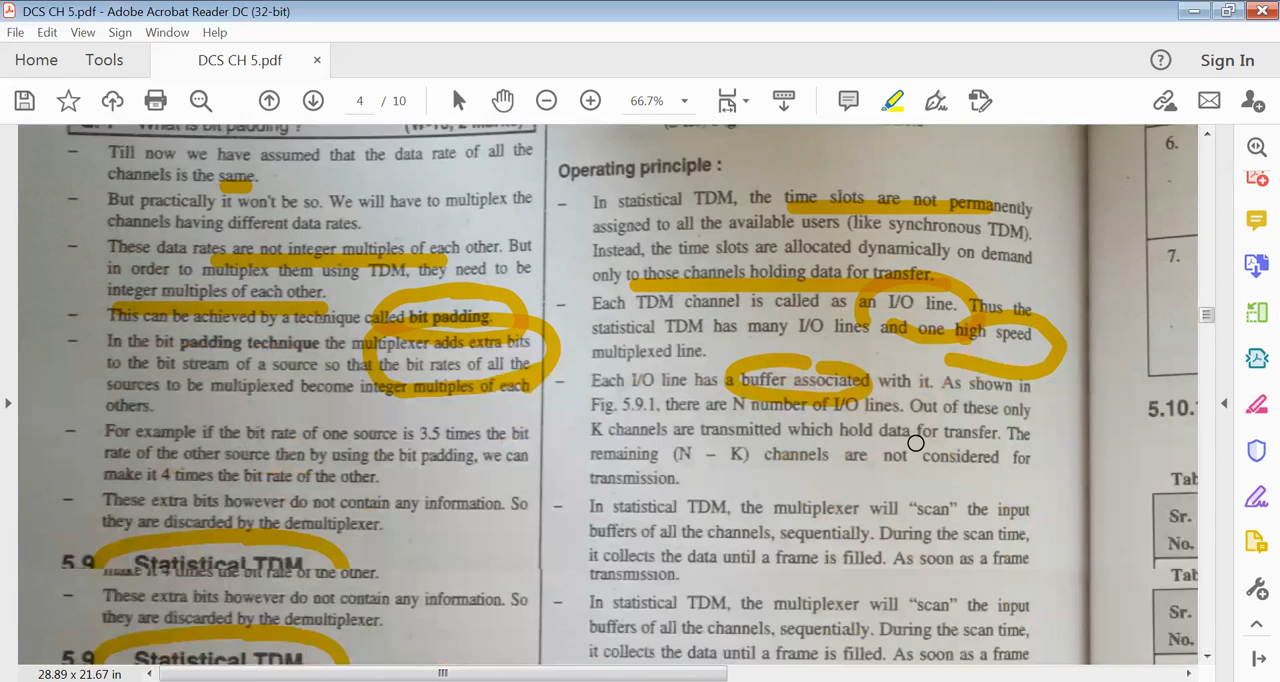 DCS CH 5.pdf - Adobe Acrobat Reader DC (32-bit)
File Edit View Sign Window Help
Home Tools DCS CH 5.pdf × ? Sign In
4 / 10 66.7%
What is bit padding ?
– Till now we have assumed that the data rate of all the
channels is the same.
– But practically it won't be so. We will have to multiplex the
channels having different data rates.
– These data rates are not integer multiples of each other. But
in order to multiplex them using TDM, they need to be
integer multiples of each other.
– This can be achieved by a technique called bit padding.
– In the bit padding technique the multiplexer adds extra bits
to the bit stream of a source so that the bit rates of all the
sources to be multiplexed become integer multiples of each
others.
– For example if the bit rate of one source is 3.5 times the bit
rate of the other source then by using the bit padding, we can
make it 4 times the bit rate of the other.
– These extra bits however do not contain any information. So
they are discarded by the demultiplexer.
5.9 Statistical TDM
make it 4 times the bit rate of the other.
– These extra bits however do not contain any information. So
they are discarded by the demultiplexer.
5.9 Statistical TDM
Operating principle :
– In statistical TDM, the time slots are not permanently
assigned to all the available users (like synchronous TDM).
Instead, the time slots are allocated dynamically on demand
only to those channels holding data for transfer.
– Each TDM channel is called as an I/O line. Thus the
statistical TDM has many I/O lines and one high speed
multiplexed line.
– Each I/O line has a buffer associated with it. As shown in
Fig. 5.9.1, there are N number of I/O lines. Out of these only
K channels are transmitted which hold data for transfer. The
remaining (N – K) channels are not considered for
transmission.
– In statistical TDM, the multiplexer will "scan" the input
buffers of all the channels, sequentially. During the scan time,
it collects the data until a frame is filled. As soon as a frame
transmission.
– In statistical TDM, the multiplexer will "scan" the input
buffers of all the channels, sequentially. During the scan time,
it collects the data until a frame is filled. As soon as a frame
6.
7.
5.10.
Tab
Sr.
No.
Tab
Sr.
No.
28.89 x 21.67 in